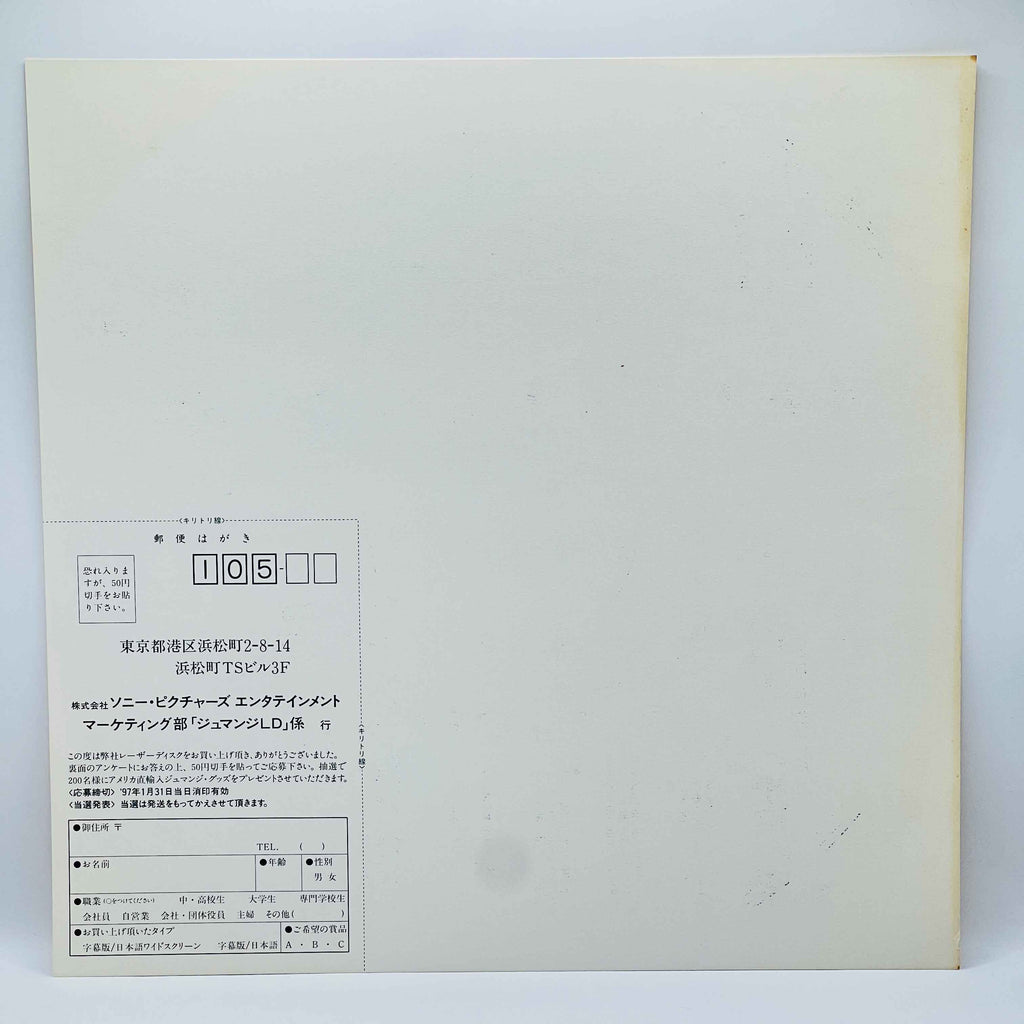 〈キリトリ線〉
郵便はがき
恐れ入りま
すが、50円
切手をお貼
り下さい。
105-
東京都港区浜松町2-8-14
浜松町TSビル3F
株式会社 ソニー・ピクチャーズ エンタテインメント
マーケティング部「ジュマンジLD」係 行
〈キリトリ線〉
この度は弊社レーザーディスクをお買い上げ頂き、ありがとうございました。
裏面のアンケートにお答えの上、50円切手を貼ってご応募下さい。抽選で
200名様にアメリカ直輸入ジュマンジ・グッズをプレゼントさせていただきます。
〈応募締切〉 '97年1月31日当日消印有効
〈当選発表〉 当選は発送をもってかえさせて頂きます。
●御住所 〒
TEL. ( )
●お名前 ●年齢 ●性別
男 女
●職業(○をつけてください) 中・高校生 大学生 専門学校生
会社員 自営業 会社・団体役員 主婦 その他( )
●お買い上げ頂いたタイプ ●ご希望の賞品
字幕版/日本語ワイドスクリーン 字幕版/日本語 A・B・C